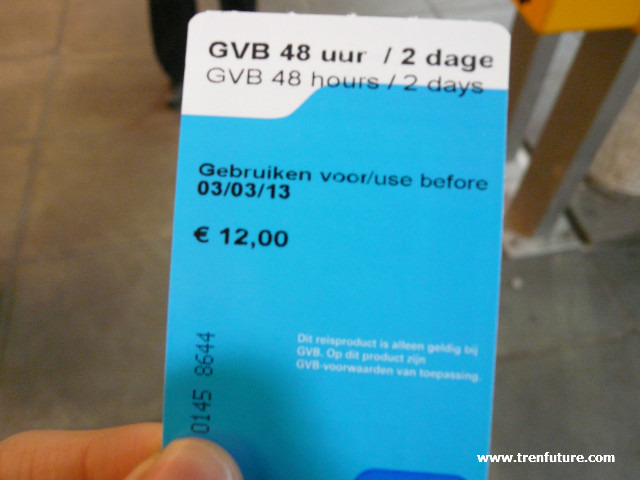 GVB 48 uur / 2 dage
GVB 48 hours / 2 days
Gebruiken voor/use before
03/03/13
€ 12,00
0145 8644
Dit reisproduct is alleen geldig bij
GVB. Op dit product zijn
GVB-voorwaarden van toepassing.
www.trenfuture.com